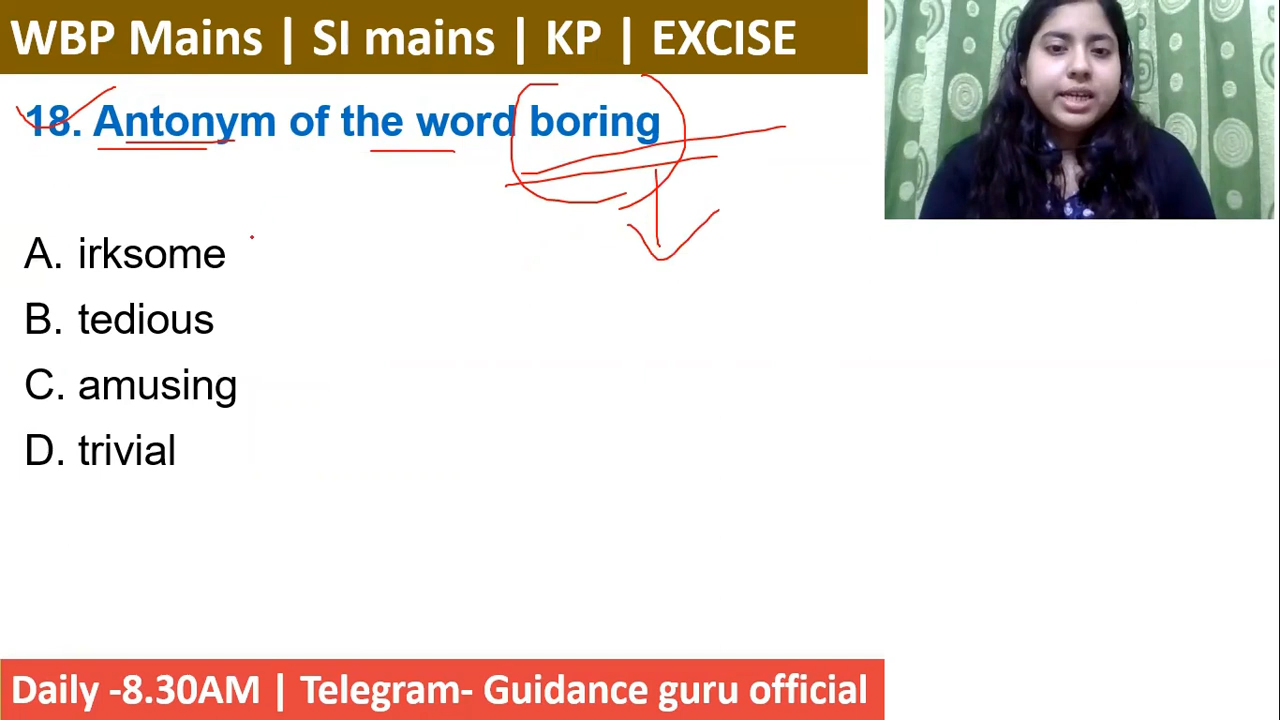 WBP Mains | SI mains | KP | EXCISE
18. Antonym of the word boring
A. irksome
B. tedious
C. amusing
D. trivial
Daily -8.30AM | Telegram- Guidance guru official